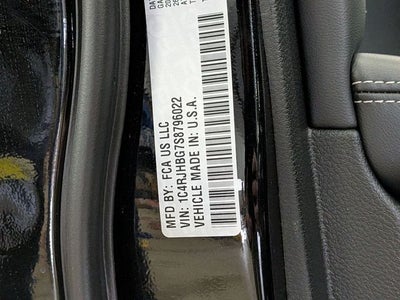 MFD BY: FCA US LLC
VIN: 1C4RJHBG7S8796022
VEHICLE MADE IN: U.S.A.